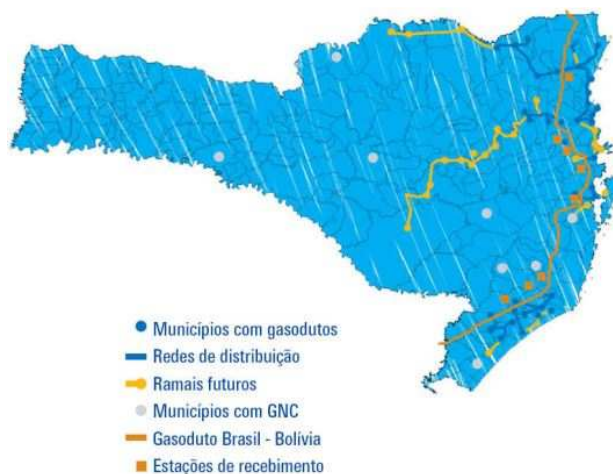 Municípios com gasodutos
Redes de distribuição
Ramais futuros
Municípios com GNC
Gasoduto Brasil - Bolívia
Estações de recebimento